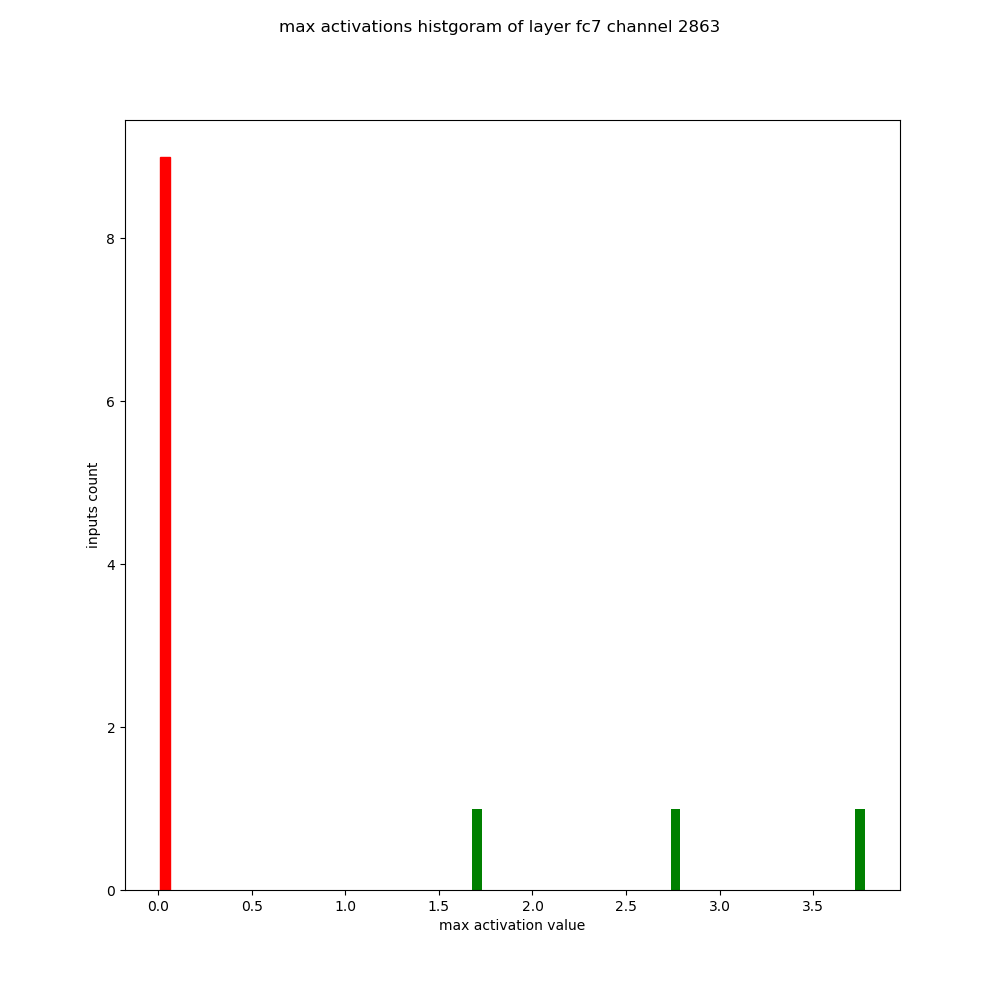 max activations histgoram of layer fc7 channel 2863
8
6
4
2
0
inputs count
0.0 0.5 1.0 1.5 2.0 2.5 3.0 3.5
max activation value